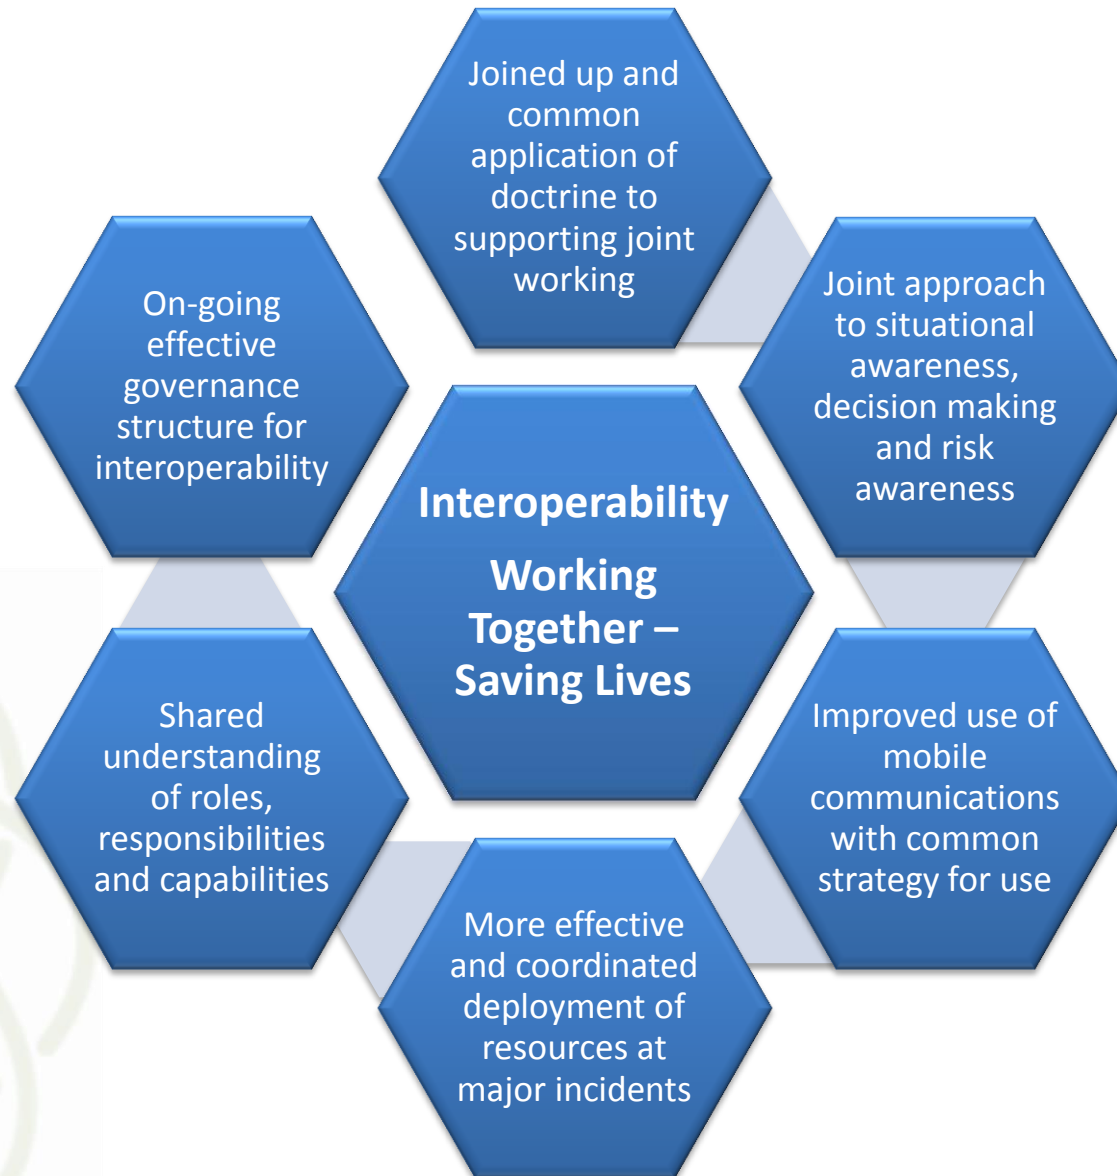 Joined up and
common
application of
doctrine to
supporting joint
working
Joint approach
to situational
awareness,
decision making
and risk
awareness
Improved use of
mobile
communications
with common
strategy for use
More effective
and coordinated
deployment of
resources at
major incidents
Shared
understanding
of roles,
responsibilities
and capabilities
On-going
effective
governance
structure for
interoperability
Interoperability
Working
Together –
Saving Lives